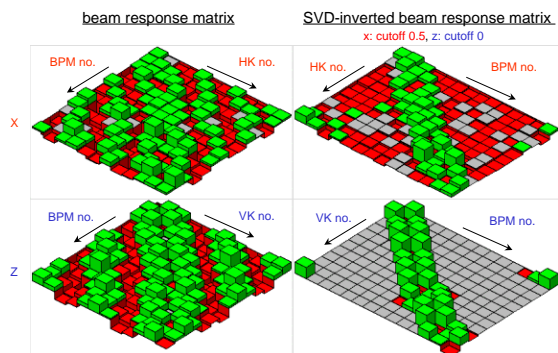 beam response matrix
SVD-inverted beam response matrix
x: cutoff 0.5, z: cutoff 0
BPM no.
HK no.
HK no.
BPM no.
X
BPM no.
VK no.
VK no.
BPM no.
Z